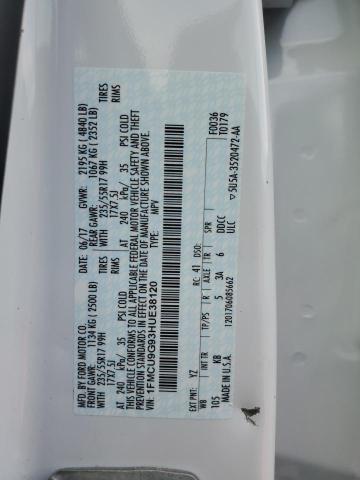 MFD. BY FORD MOTOR CO.
DATE: 06/17 GVWR: 2195 KG ( 4840 LB)
FRONT GAWR: 1134 KG ( 2500 LB) REAR GAWR: 1067 KG ( 2352 LB)
235/55R17 99H TIRES 235/55R17 99H TIRES
17X7.5J RIMS 17X7.5J RIMS
AT 240 kPa/ 35 PSI COLD AT 240 kPa/ 35 PSI COLD
THIS VEHICLE CONFORMS TO ALL APPLICABLE FEDERAL MOTOR VEHICLE SAFETY AND THEFT
PREVENTION STANDARDS IN EFFECT ON THE DATE OF MANUFACTURE SHOWN ABOVE.
VIN: 1FMCU9G93HUE38120 TYPE: MPV
F0036
T0179
EXT PNT: YZ RC: 41 DSO:
WB INT TR TP/PS R AXLE TR SPR
105 KB 5 3A 6 DDCC
ULC
MADE IN U.S.A. 1201706085662 5U5A-3520472-AA